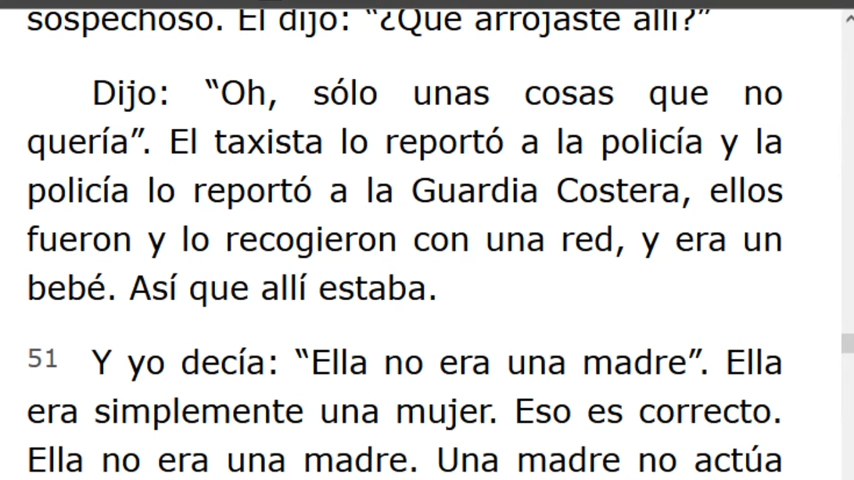 sospechoso. El dijo: “¿Qué arrojaste allí?”
Dijo: “Oh, sólo unas cosas que no
quería”. El taxista lo reportó a la policía y la
policía lo reportó a la Guardia Costera, ellos
fueron y lo recogieron con una red, y era un
bebé. Así que allí estaba.
51 Y yo decía: “Ella no era una madre”. Ella
era simplemente una mujer. Eso es correcto.
Ella no era una madre. Una madre no actúa